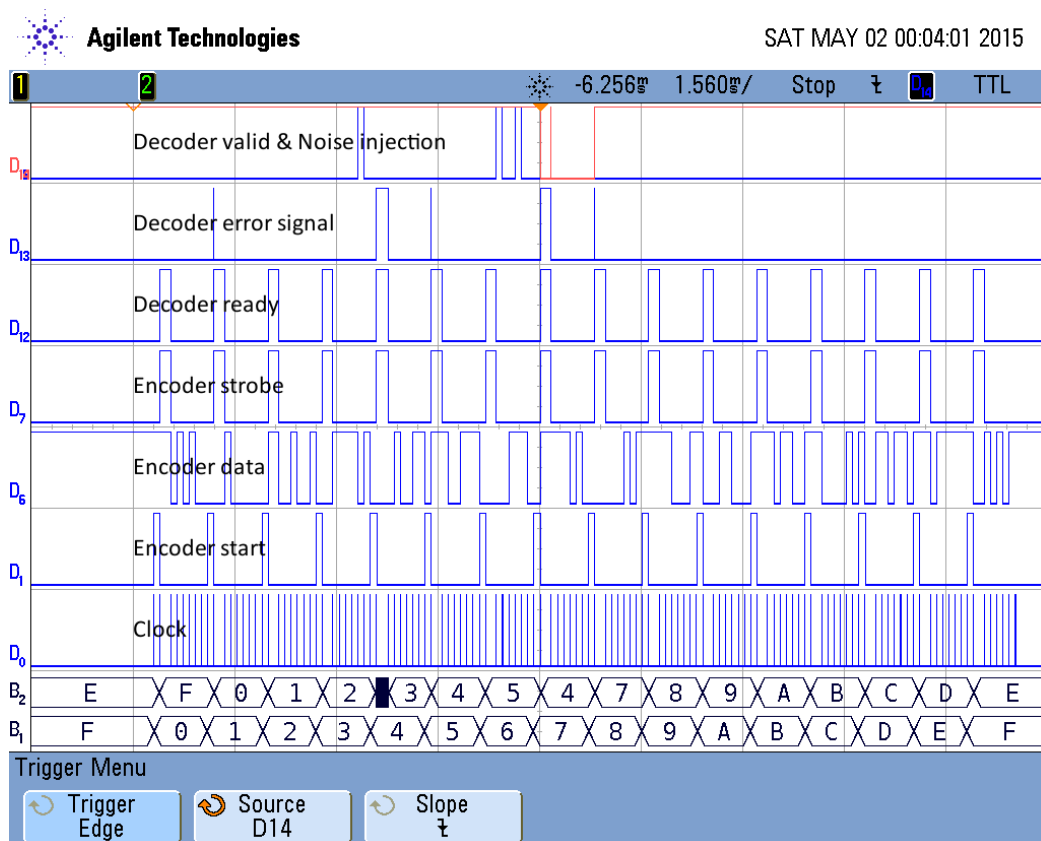 Agilent Technologies SAT MAY 02 00:04:01 2015
1 2 -6.256ms 1.560ms/ Stop D14 TTL
Decoder valid & Noise injection
Decoder error signal
D13
Decoder ready
D12
Encoder strobe
D7
Encoder data
D6
Encoder start
D1
Clock
D0
B2 E F 0 1 2 3 4 5 4 7 8 9 A B C D E
B1 F 0 1 2 3 4 5 6 7 8 9 A B C D E F
Trigger Menu
Trigger Source Slope
Edge D14